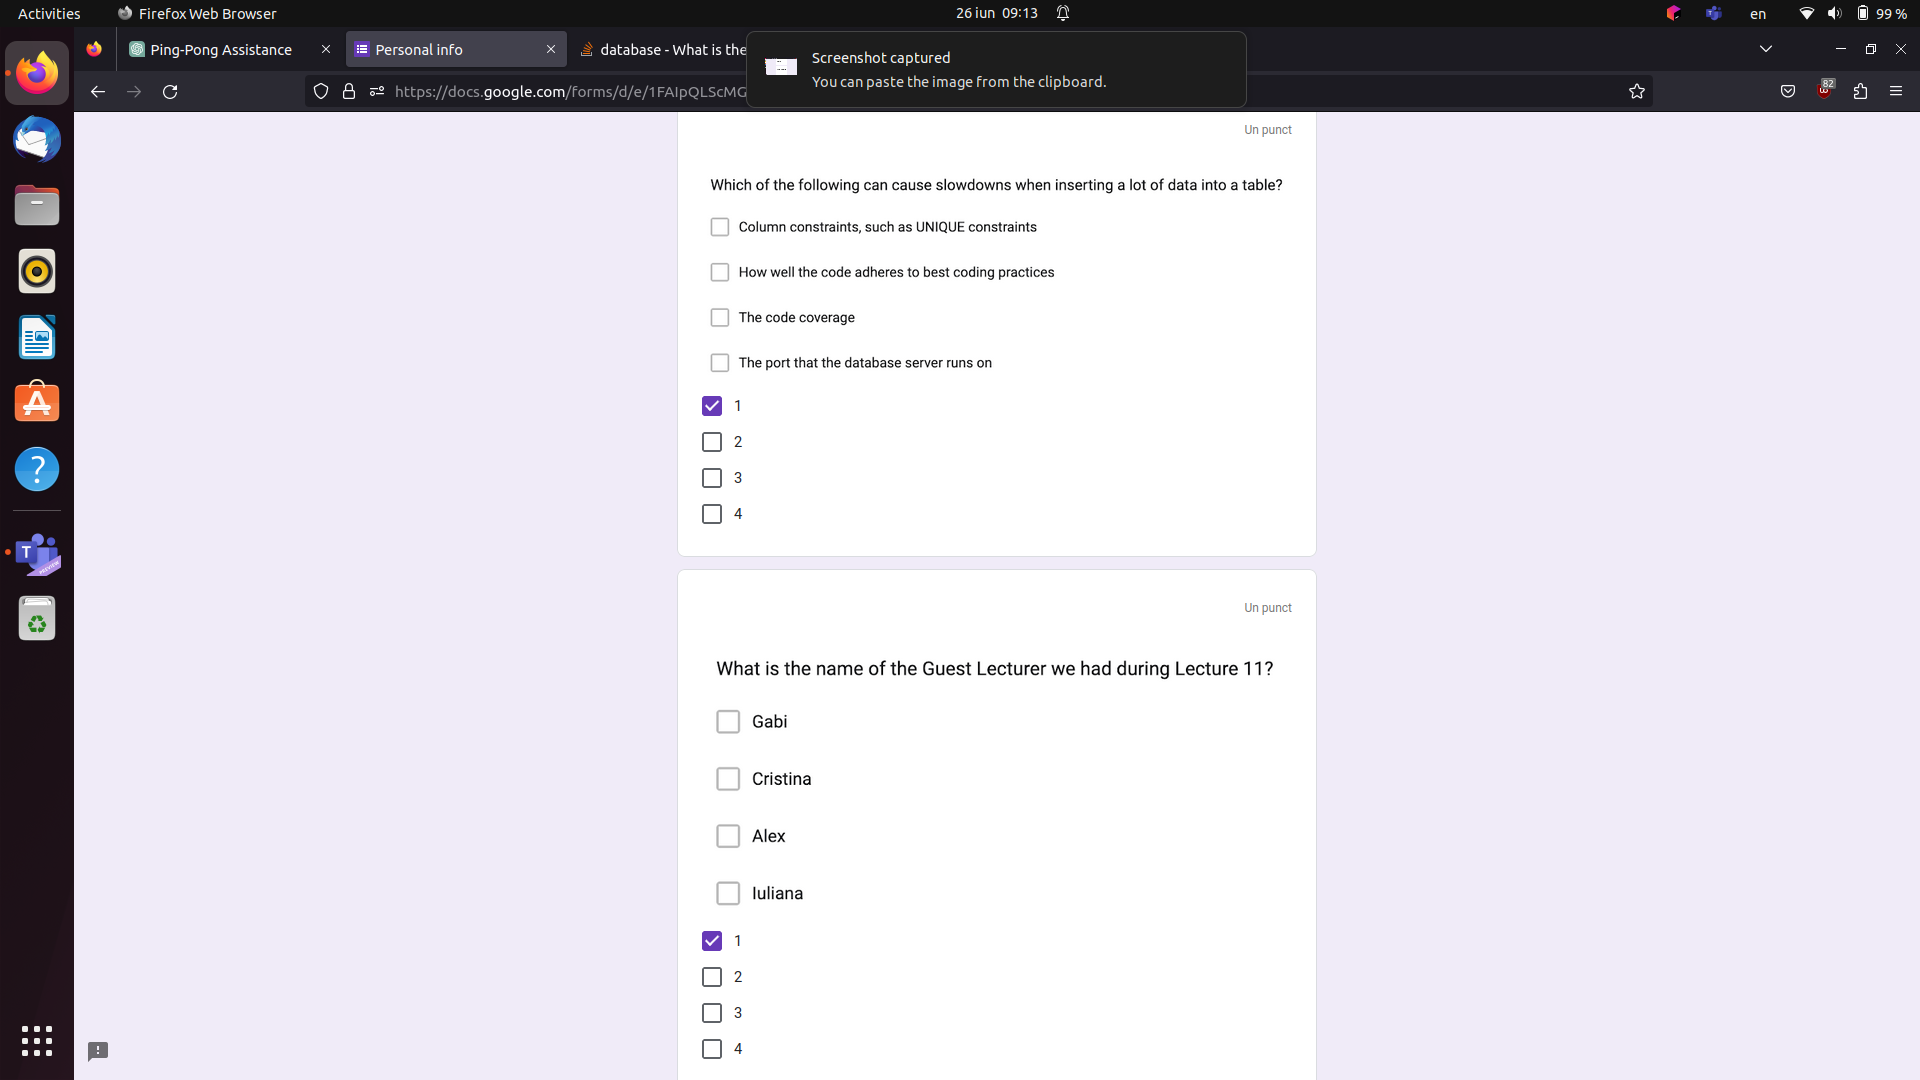 Activities
Firefox Web Browser
26 iun 09:13
en
99 %
Ping-Pong Assistance
Personal info
database - What is the
Screenshot captured
You can paste the image from the clipboard.
https://docs.google.com/forms/d/e/1FAIpQLScMG
82
Un punct
Which of the following can cause slowdowns when inserting a lot of data into a table?
Column constraints, such as UNIQUE constraints
How well the code adheres to best coding practices
The code coverage
The port that the database server runs on
1
2
3
4
Un punct
What is the name of the Guest Lecturer we had during Lecture 11?
Gabi
Cristina
Alex
Iuliana
1
2
3
4